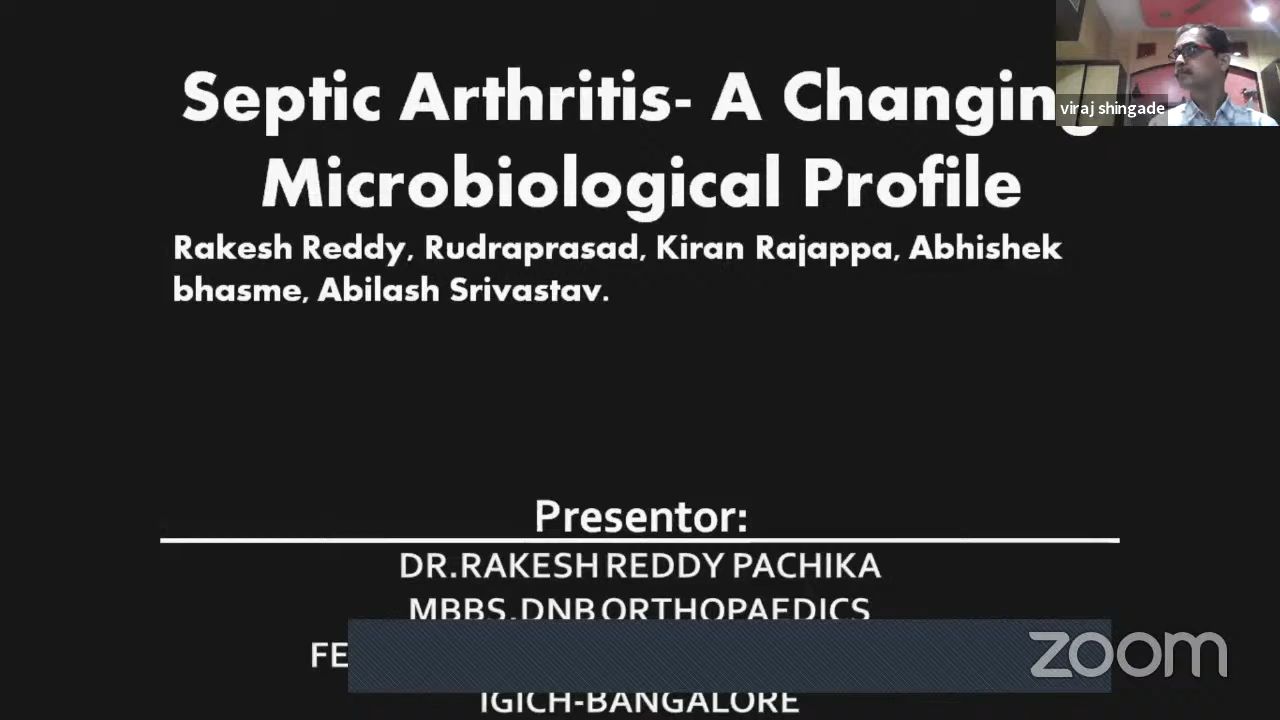 Septic Arthritis- A Changing
Microbiological Profile
viraj shingade
Rakesh Reddy, Rudraprasad, Kiran Rajappa, Abhishek
bhasme, Abilash Srivastav.
Presentor:
DR.RAKESH REDDY PACHIKA
MBBS.DNB ORTHOPAEDICS
FE
zoom
IGICH-BANGALORE